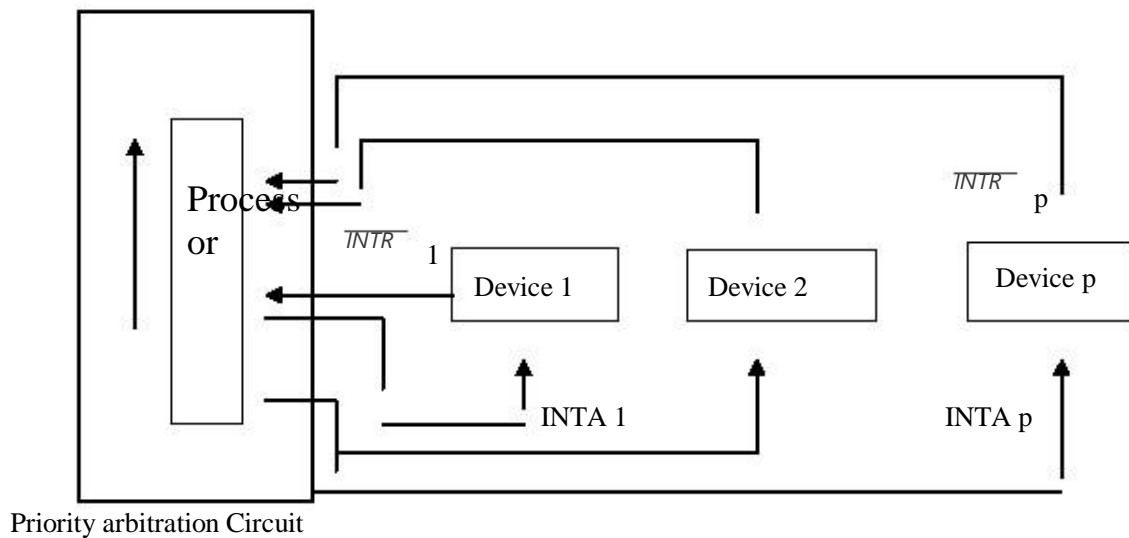 Process
or
INTR
p
INTR
1
Device 1
Device 2
Device p
INTA 1
INTA p
Priority arbitration Circuit